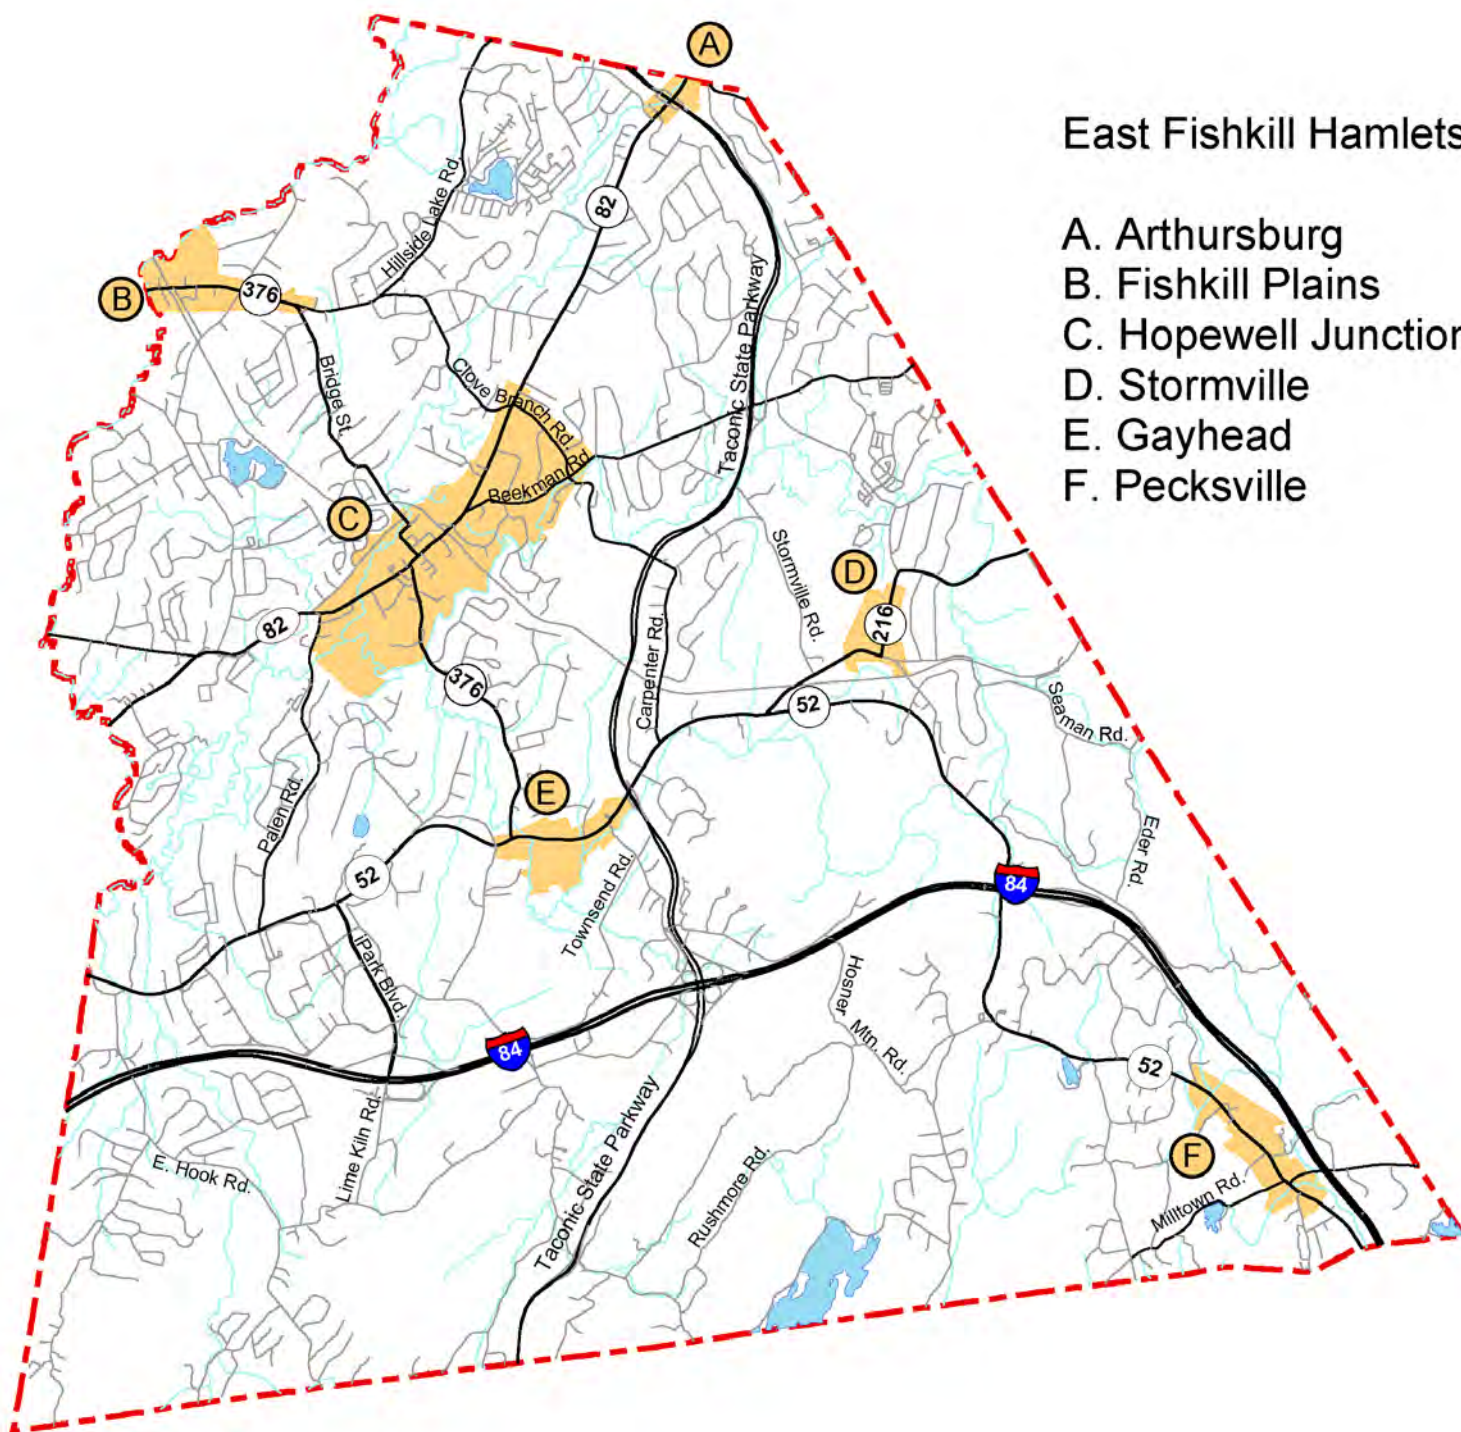 A
East Fishkill Hamlets
A. Arthursburg
B. Fishkill Plains
C. Hopewell Junction
D. Stormville
E. Gayhead
F. Pecksville
Hillside Lake Rd.
82
B
376
Taconic State Parkway
Bridge St.
Clove Branch Rd.
Beekman Rd.
C
Stormville Rd.
D
216
82
Carpenter Rd.
376
52
Seaman Rd.
E
Palen Rd.
Eder Rd.
52
84
Townsend Rd.
iPark Blvd.
Hosner Mtn. Rd.
84
52
Lime Kiln Rd.
Taconic State Parkway
E. Hook Rd.
Rushmore Rd.
F
Milltown Rd.